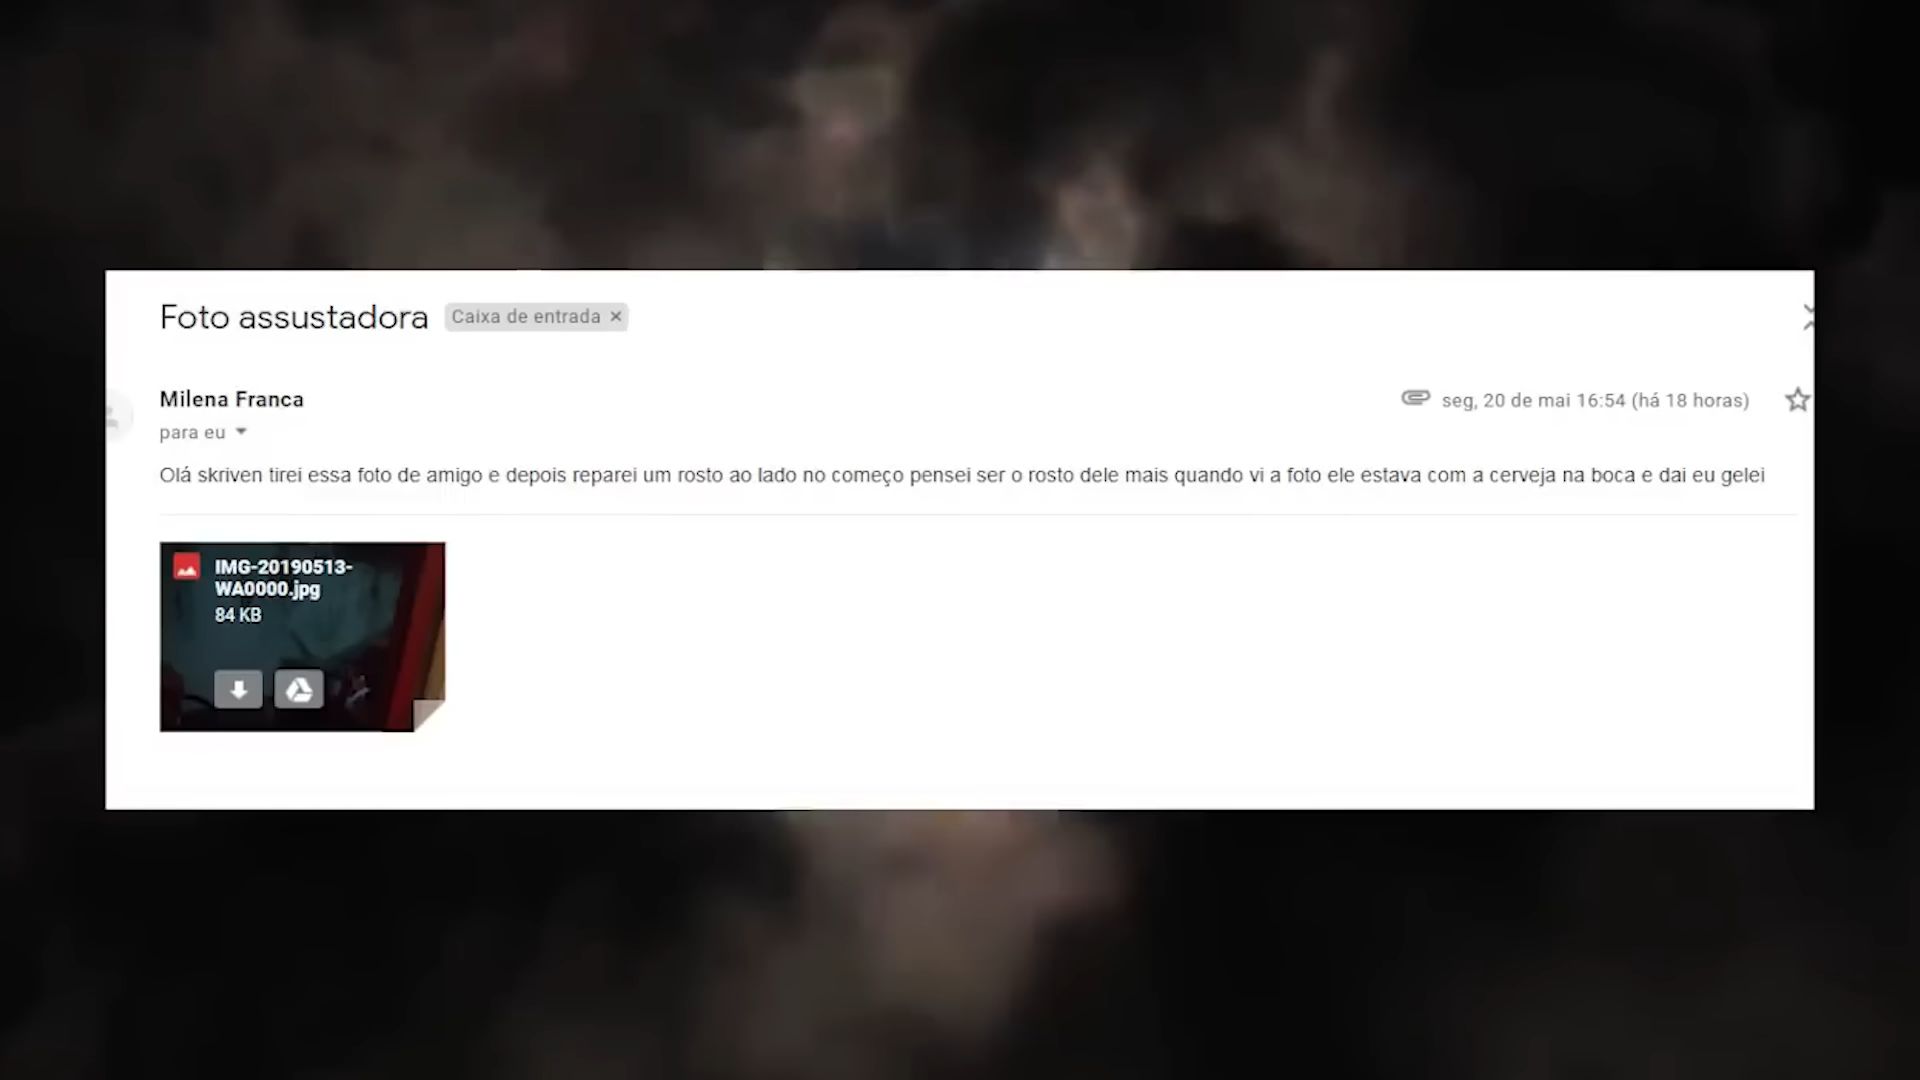 Foto assustadora Caixa de entrada ×
Milena Franca seg, 20 de mai 16:54 (há 18 horas)
para eu
Olá skriven tirei essa foto de amigo e depois reparei um rosto ao lado no começo pensei ser o rosto dele mais quando vi a foto ele estava com a cerveja na boca e dai eu gelei
IMG-20190513-
WA0000.jpg
84 KB